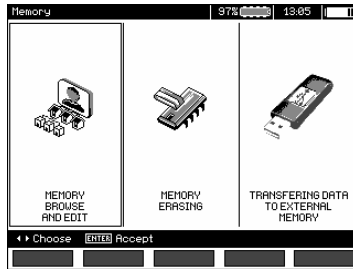 Memory 97% 13:05
MEMORY
BROWSE
AND EDIT
MEMORY
ERASING
TRANSFERING DATA
TO EXTERNAL
MEMORY
Choose ENTER Accept